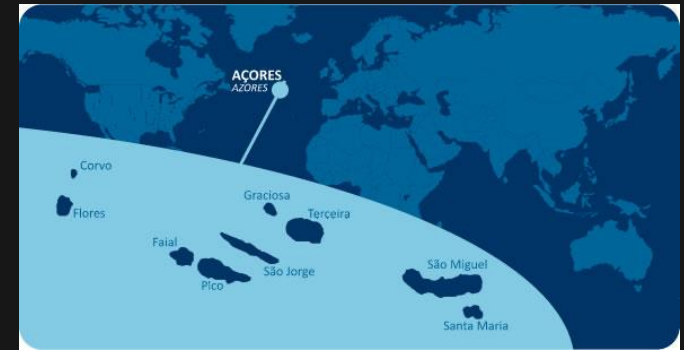 AÇORES
AZORES
Corvo
Flores
Graciosa
Terceira
Faial
São Jorge
Pico
São Miguel
Santa Maria